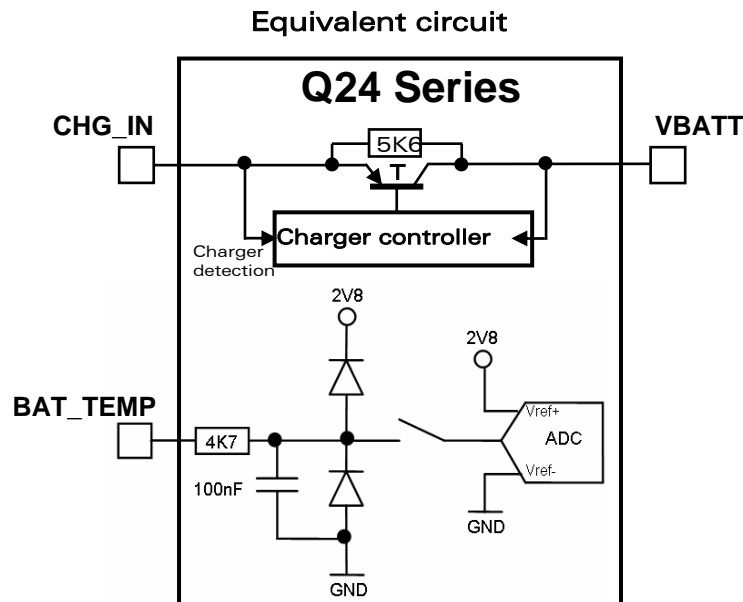 Equivalent circuit
Q24 Series
CHG_IN
VBATT
5K6
T
Charger controller
Charger
detection
2V8
2V8
BAT_TEMP
4K7
Vref+
ADC
Vref-
100nF
GND
GND